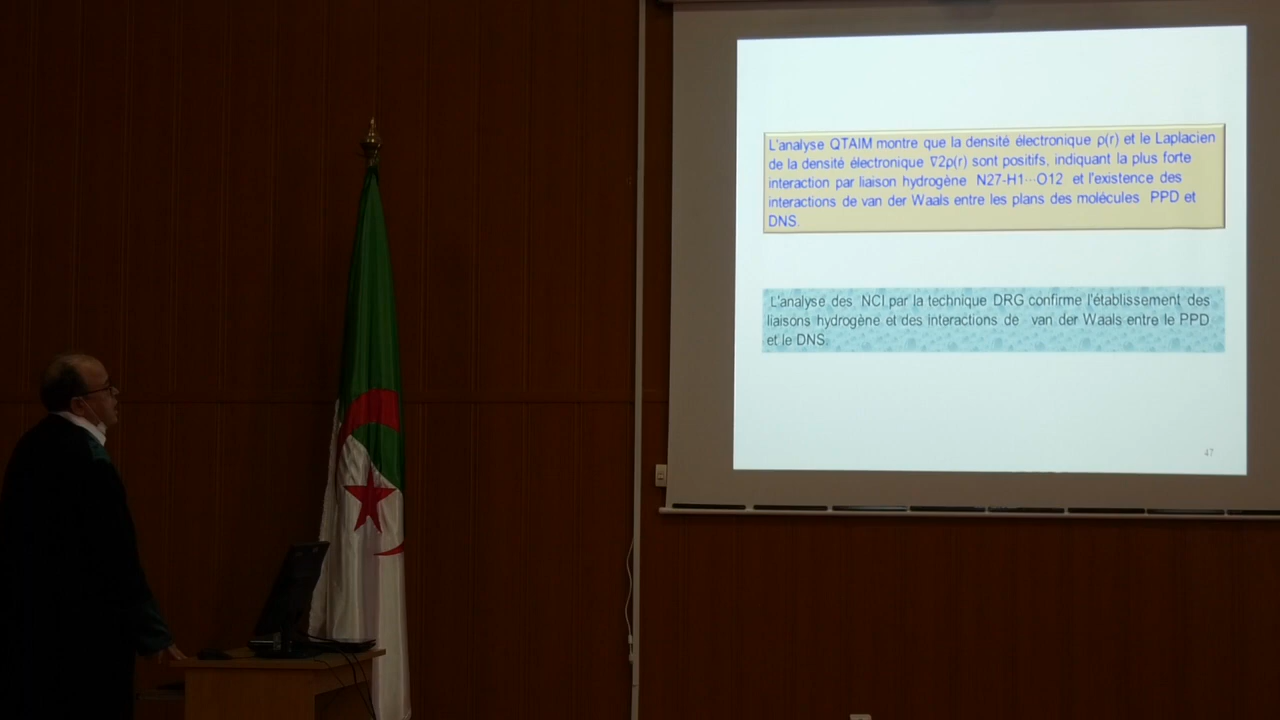 L'analyse QTAIM montre que la densité électronique ρ(r) et le Laplacien
de la densité électronique ∇2ρ(r) sont positifs, indiquant la plus forte
interaction par liaison hydrogène N27-H1···O12 et l'existence des
interactions de van der Waals entre les plans des molécules PPD et
DNS.
L'analyse des NCI par la technique DRG confirme l'établissement des
liaisons hydrogène et des interactions de van der Waals entre le PPD
et le DNS.
47